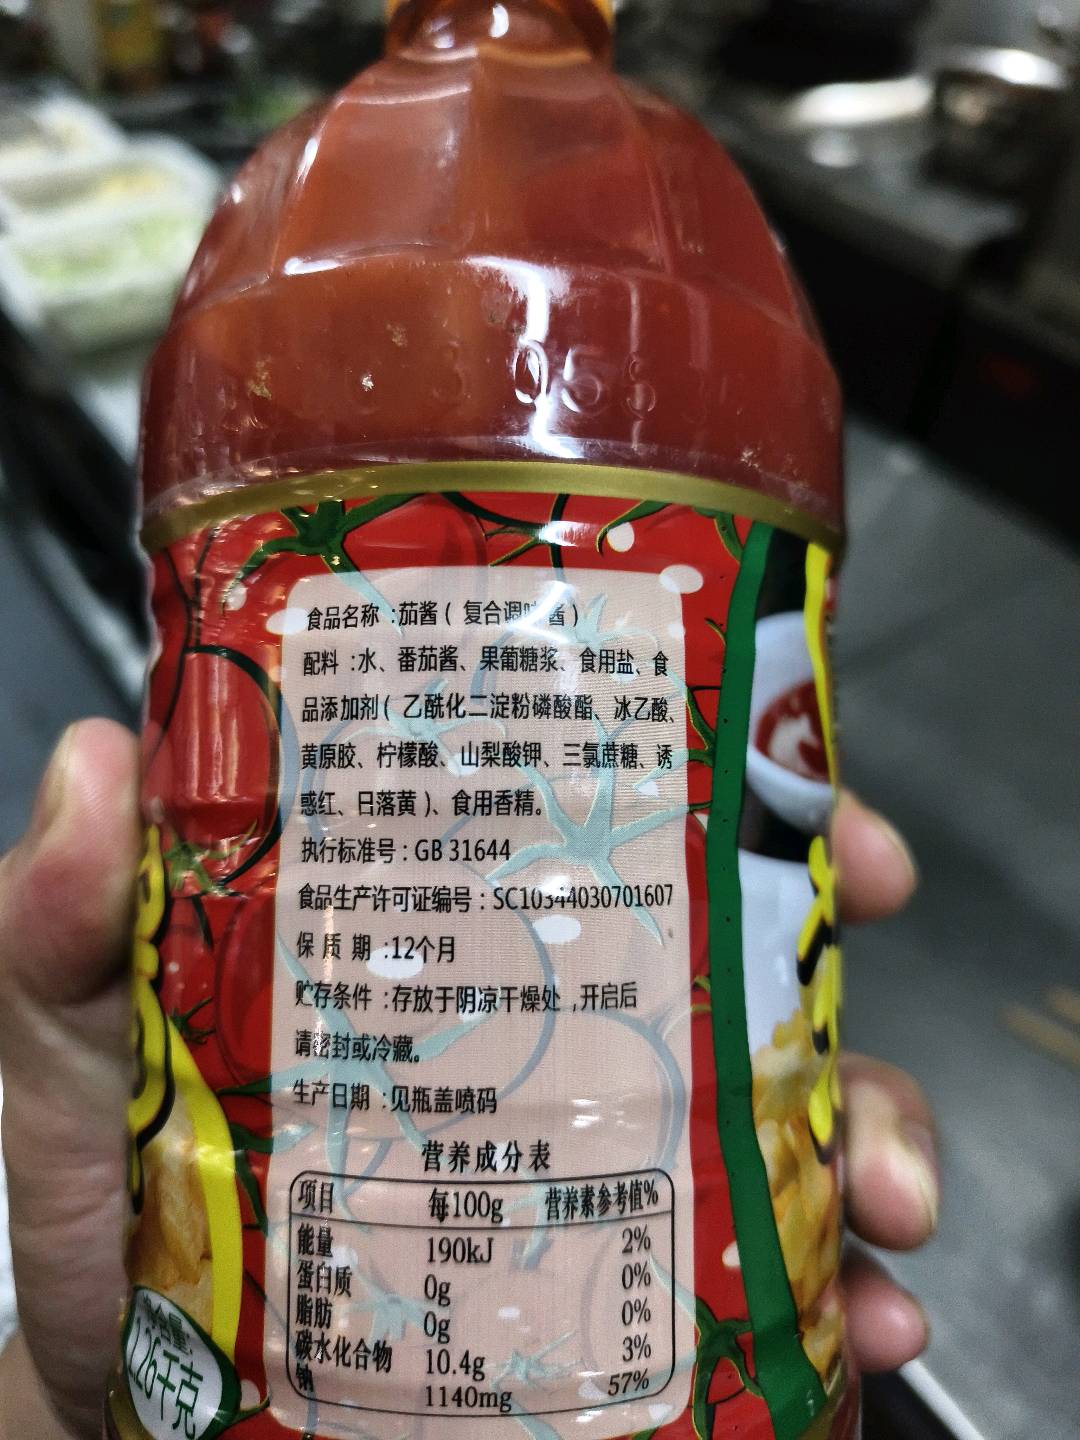 05
食品名称:茄酱(复合调味酱)
配料:水、番茄酱、果葡糖浆、食用盐、食
品添加剂(乙酰化二淀粉磷酸酯、冰乙酸、
黄原胶、柠檬酸、山梨酸钾、三氯蔗糖、诱
惑红、日落黄)、食用香精。
执行标准号:GB 31644
食品生产许可证编号:SC10344030701607
保质期:12个月
贮存条件:存放于阴凉干燥处,开启后
请密封或冷藏。
生产日期:见瓶盖喷码
营养成分表
项目 每100g 营养素参考值%
能量 190kJ 2%
蛋白质 0g 0%
脂肪 0g 0%
碳水化合物 10.4g 3%
钠 1140mg 57%
净含量:
1.26千克